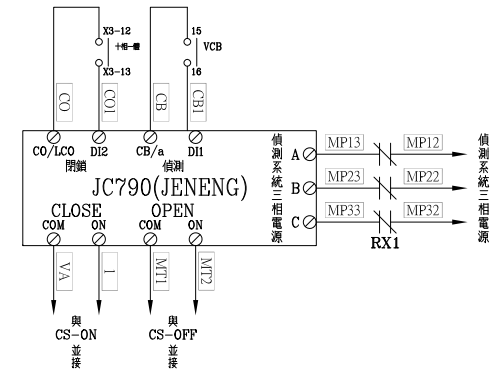 X3-12
十相一體
X3-13
15
VCB
16
CO
CO1
CB
CB1
CO/LCO
DI2
CB/a
DI1
閉鎖
偵測
JC790(JENENG)
CLOSE
OPEN
COM
ON
COM
ON
偵測系統三相電源
A
B
C
MP13
MP12
MP23
MP22
MP33
MP32
RX1
偵測系統三相電源
VA
1
MT1
MT2
與
CS-ON
並接
與
CS-OFF
並接